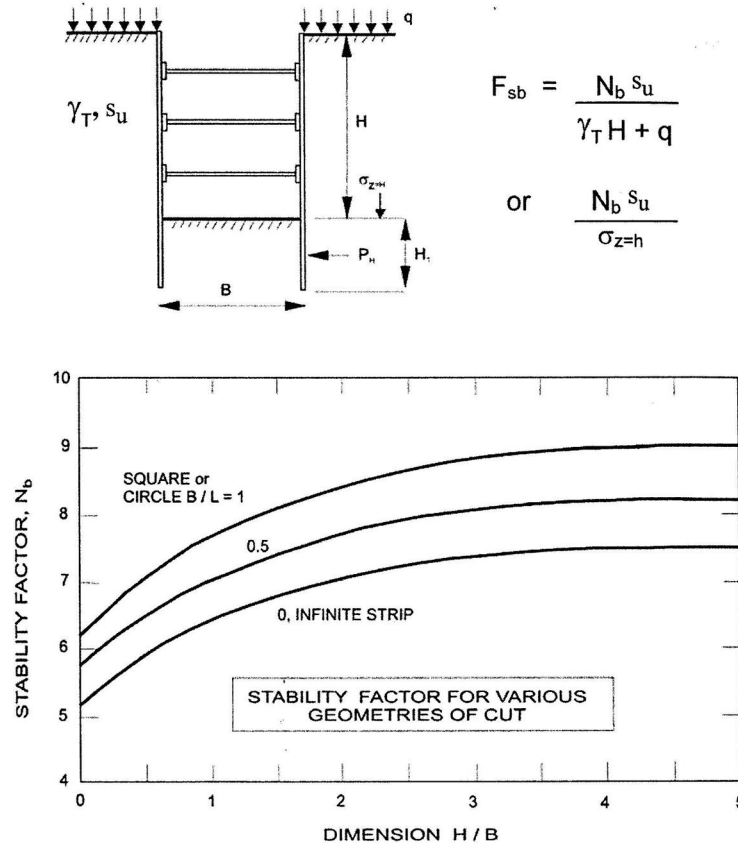 q
γT, su
H
σz=H
PH
H1
B
Fsb = Nb su
γT H + q
or Nb su
σz=h
10
9
8
7
6
5
4
STABILITY FACTOR, Nb
SQUARE or
CIRCLE B / L = 1
0.5
0, INFINITE STRIP
STABILITY FACTOR FOR VARIOUS
GEOMETRIES OF CUT
0 1 2 3 4 5
DIMENSION H / B